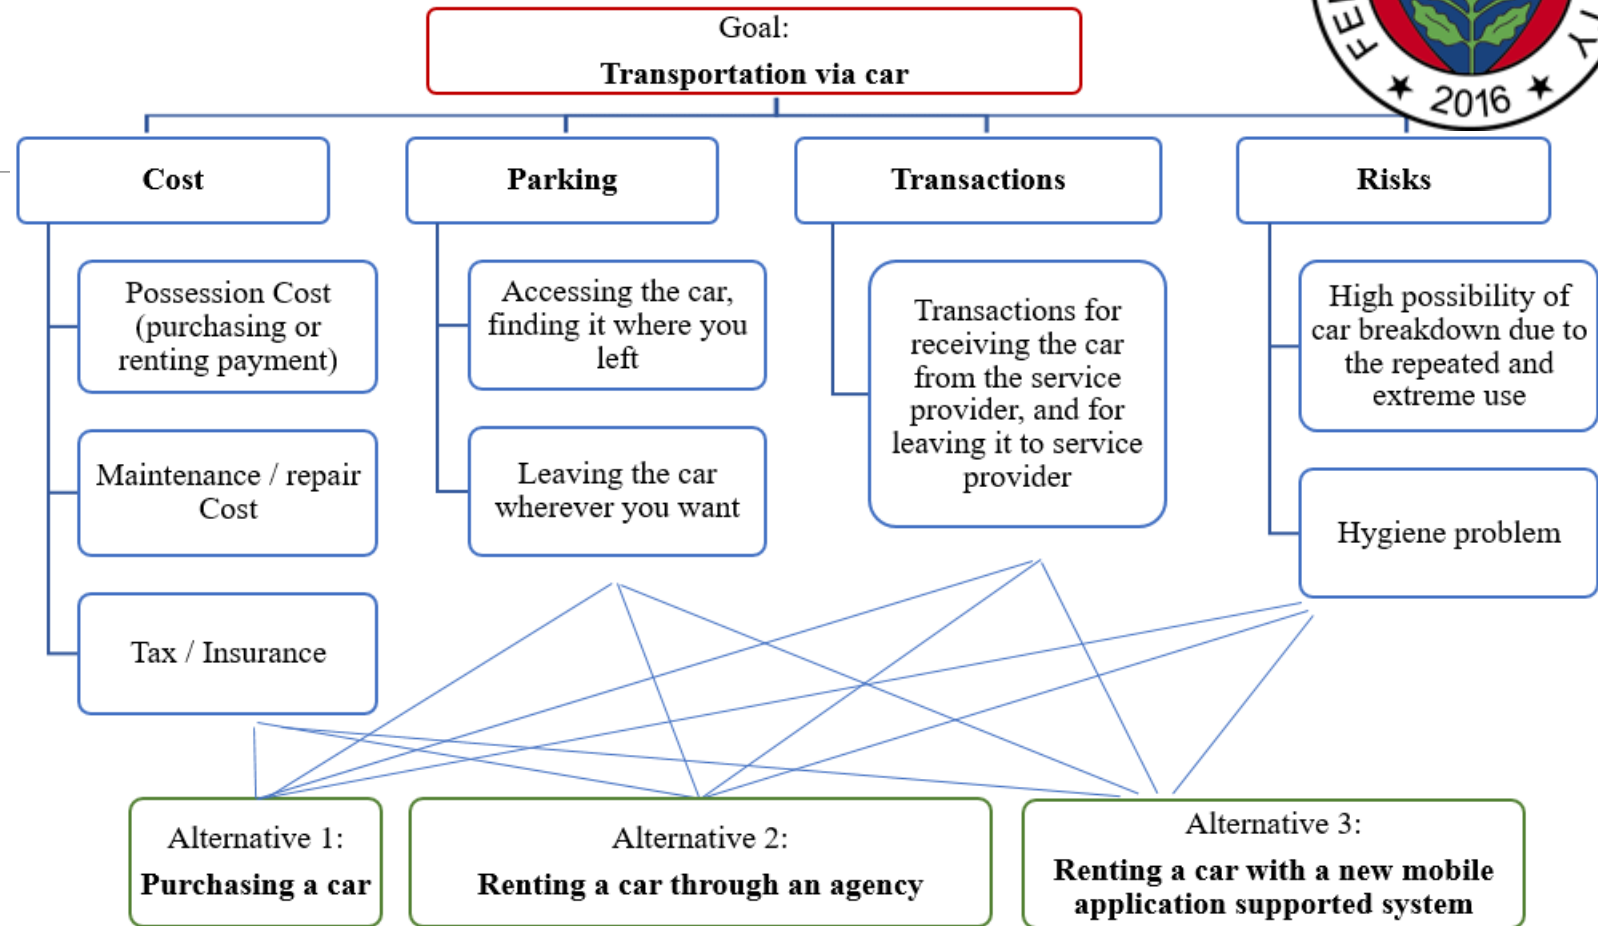 Goal:
Transportation via car
2016
Cost
Parking
Transactions
Risks
Possession Cost
(purchasing or
renting payment)
Maintenance / repair
Cost
Tax / Insurance
Accessing the car,
finding it where you
left
Leaving the car
wherever you want
Transactions for
receiving the car
from the service
provider, and for
leaving it to service
provider
High possibility of
car breakdown due to
the repeated and
extreme use
Hygiene problem
Alternative 1:
Purchasing a car
Alternative 2:
Renting a car through an agency
Alternative 3:
Renting a car with a new mobile
application supported system